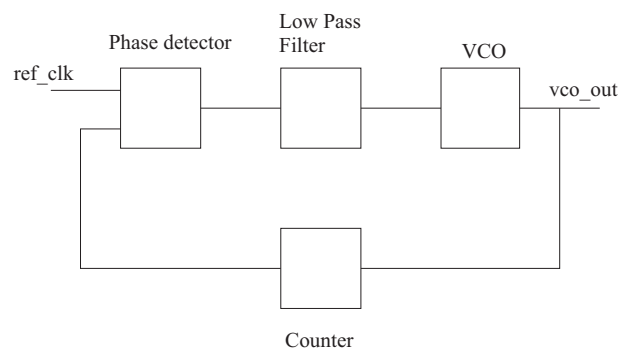 Low Pass
Filter
Phase detector
VCO
ref_clk
vco_out
Counter